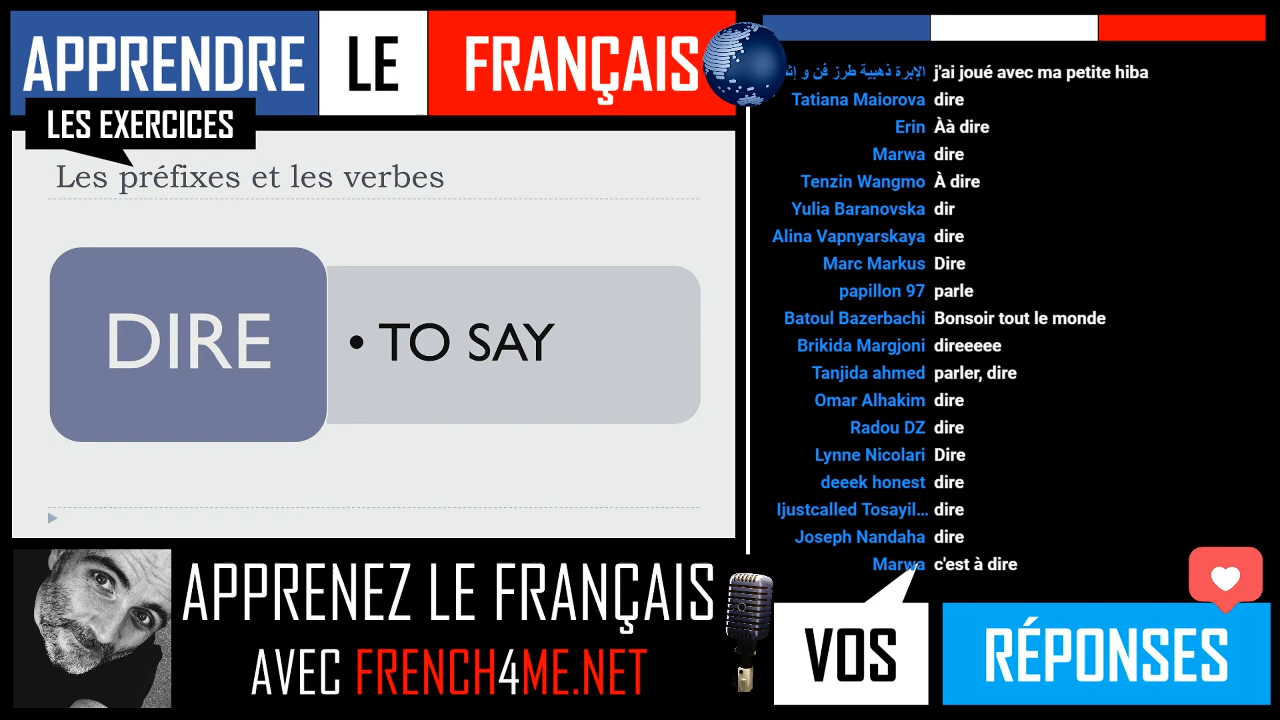 APPRENDRE LE FRANÇAIS
LES EXERCICES
Les préfixes et les verbes
DIRE
• TO SAY
APPRENEZ LE FRANÇAIS
AVEC FRENCH4ME.NET
الإبرة ذهبية طرز فن و j'ai joué avec ma petite hiba
Tatiana Maiorova dire
Erin Àà dire
Marwa dire
Tenzin Wangmo À dire
Yulia Baranovska dir
Alina Vapnyarskaya dire
Marc Markus Dire
papillon 97 parle
Batoul Bazerbachi Bonsoir tout le monde
Brikida Margjoni direeeee
Tanjida ahmed parler, dire
Omar Alhakim dire
Radou DZ dire
Lynne Nicolari Dire
deeek honest dire
Ijustcalled Tosayil... dire
Joseph Nandaha dire
Marwa c'est à dire
VOS RÉPONSES